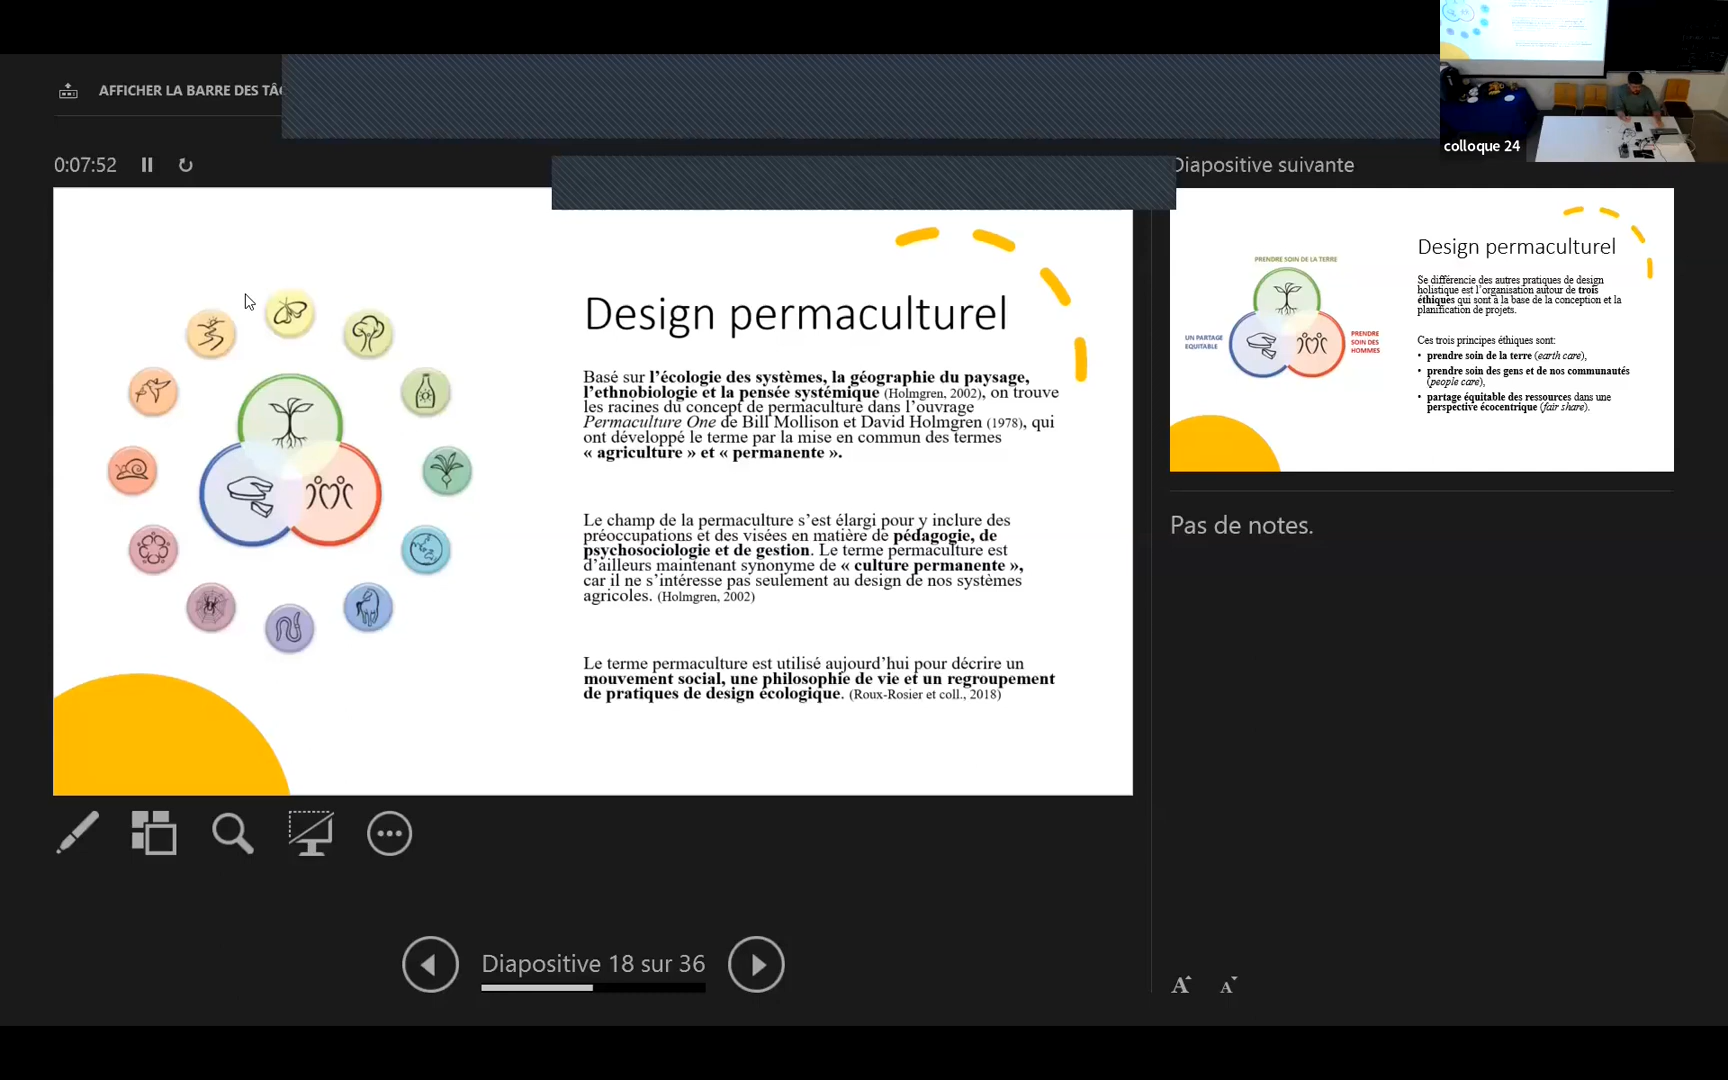 AFFICHER LA BARRE DES TÂC
colloque 24
0:07:52
Diapositive suivante
Design permaculturel
Basé sur l’écologie des systèmes, la géographie du paysage,
l’ethnobiologie et la pensée systémique (Holmgren, 2002), on trouve
les racines du concept de permaculture dans l’ouvrage
Permaculture One de Bill Mollison et David Holmgren (1978), qui
ont développé le terme par la mise en commun des termes
« agriculture » et « permanente ».
Le champ de la permaculture s’est élargi pour y inclure des
préoccupations et des visées en matière de pédagogie, de
psychosociologie et de gestion. Le terme permaculture est
d’ailleurs maintenant synonyme de « culture permanente »,
car il ne s’intéresse pas seulement au design de nos systèmes
agricoles. (Holmgren, 2002)
Le terme permaculture est utilisé aujourd’hui pour décrire un
mouvement social, une philosophie de vie et un regroupement
de pratiques de design écologique. (Roux-Rosier et coll., 2018)
PRENDRE SOIN DE LA TERRE
UN PARTAGE
EQUITABLE
PRENDRE
SOIN DES
HOMMES
Design permaculturel
Se différencie des autres pratiques de design
holistique est l’organisation autour de trois
éthiques qui sont à la base de la conception et la
planification de projets.
Ces trois principes éthiques sont:
• prendre soin de la terre (earth care),
• prendre soin des gens et de nos communautés
(people care),
• partage équitable des ressources dans une
perspective écocentrique (fair share).
Pas de notes.
Diapositive 18 sur 36
A A